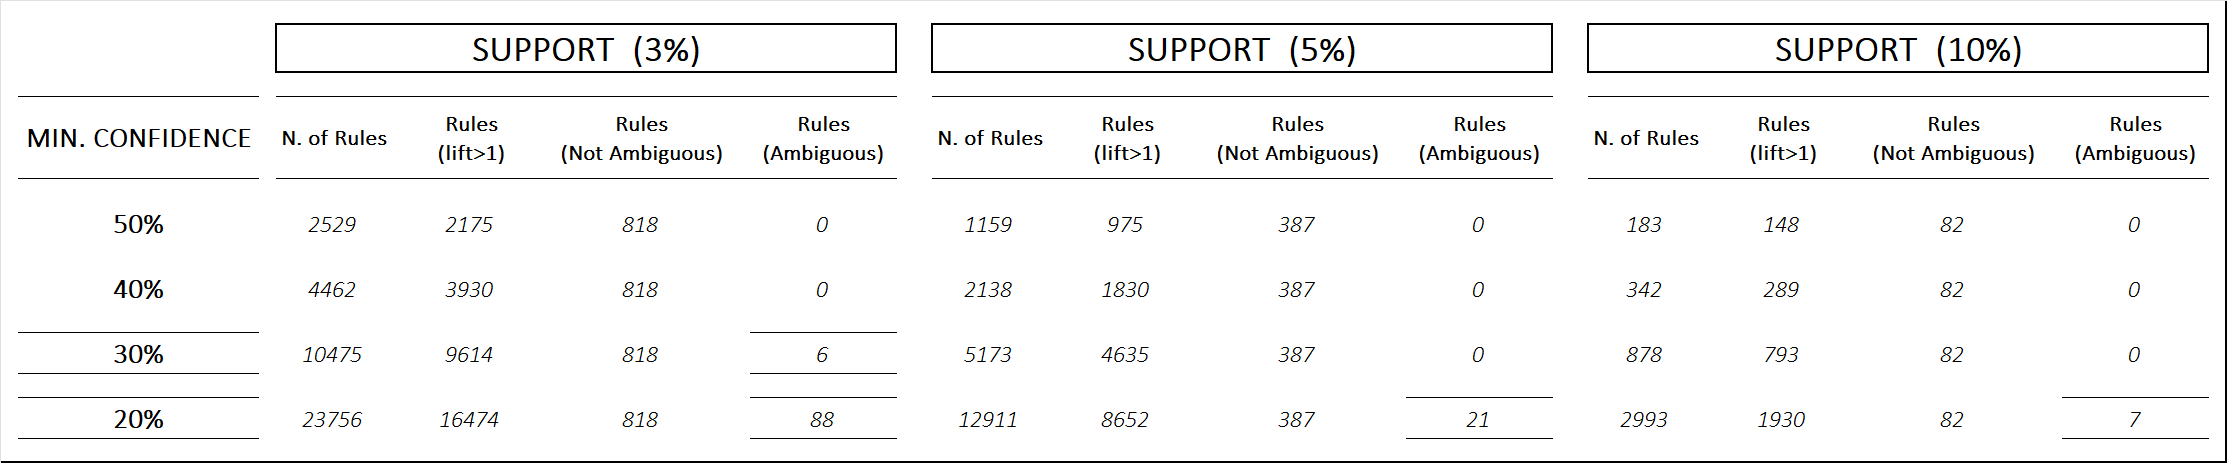 SUPPORT (3%) SUPPORT (5%) SUPPORT (10%)
MIN. CONFIDENCE N. of Rules Rules (lift>1) Rules (Not Ambiguous) Rules (Ambiguous) N. of Rules Rules (lift>1) Rules (Not Ambiguous) Rules (Ambiguous) N. of Rules Rules (lift>1) Rules (Not Ambiguous) Rules (Ambiguous)
50% 2529 2175 818 0 1159 975 387 0 183 148 82 0
40% 4462 3930 818 0 2138 1830 387 0 342 289 82 0
30% 10475 9614 818 6 5173 4635 387 0 878 793 82 0
20% 23756 16474 818 88 12911 8652 387 21 2993 1930 82 7